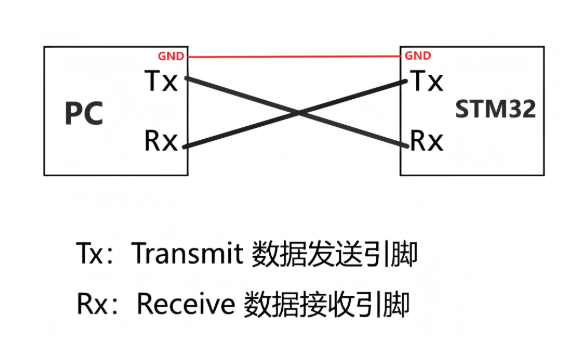 GND GND
Tx Tx
PC STM32
Rx Rx
Tx：Transmit 数据发送引脚
Rx：Receive 数据接收引脚